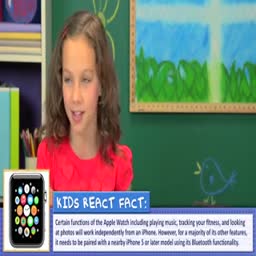 KIDS REACT FACT:
Certain functions of the Apple Watch including playing music, tracking your fitness, and looking
at photos will work independently from an iPhone. However, for a majority of its other features,
it needs to be paired with a nearby iPhone 5 or later model using its Bluetooth functionality.